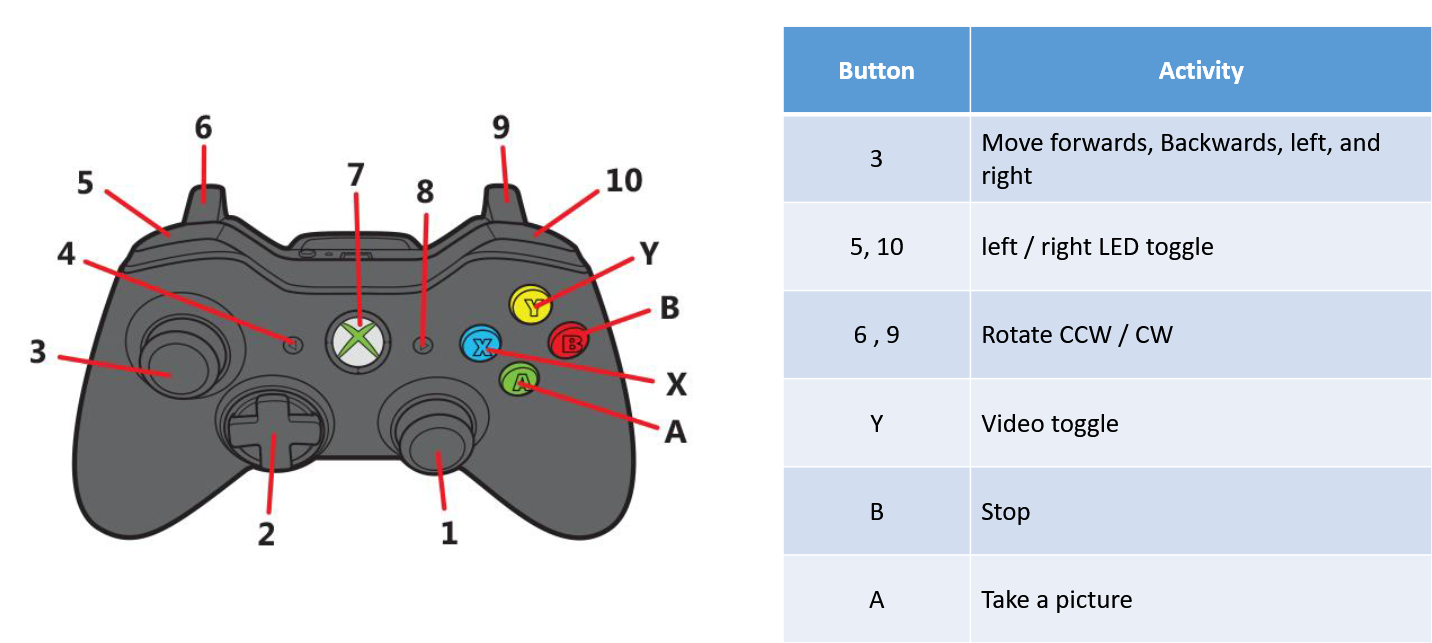 6
9
7
5
8
10
4
Y
B
3
X
A
2
1
Y
X
B
A
Button
Activity
3
Move forwards, Backwards, left, and
right
5, 10
left / right LED toggle
6 , 9
Rotate CCW / CW
Y
Video toggle
B
Stop
A
Take a picture